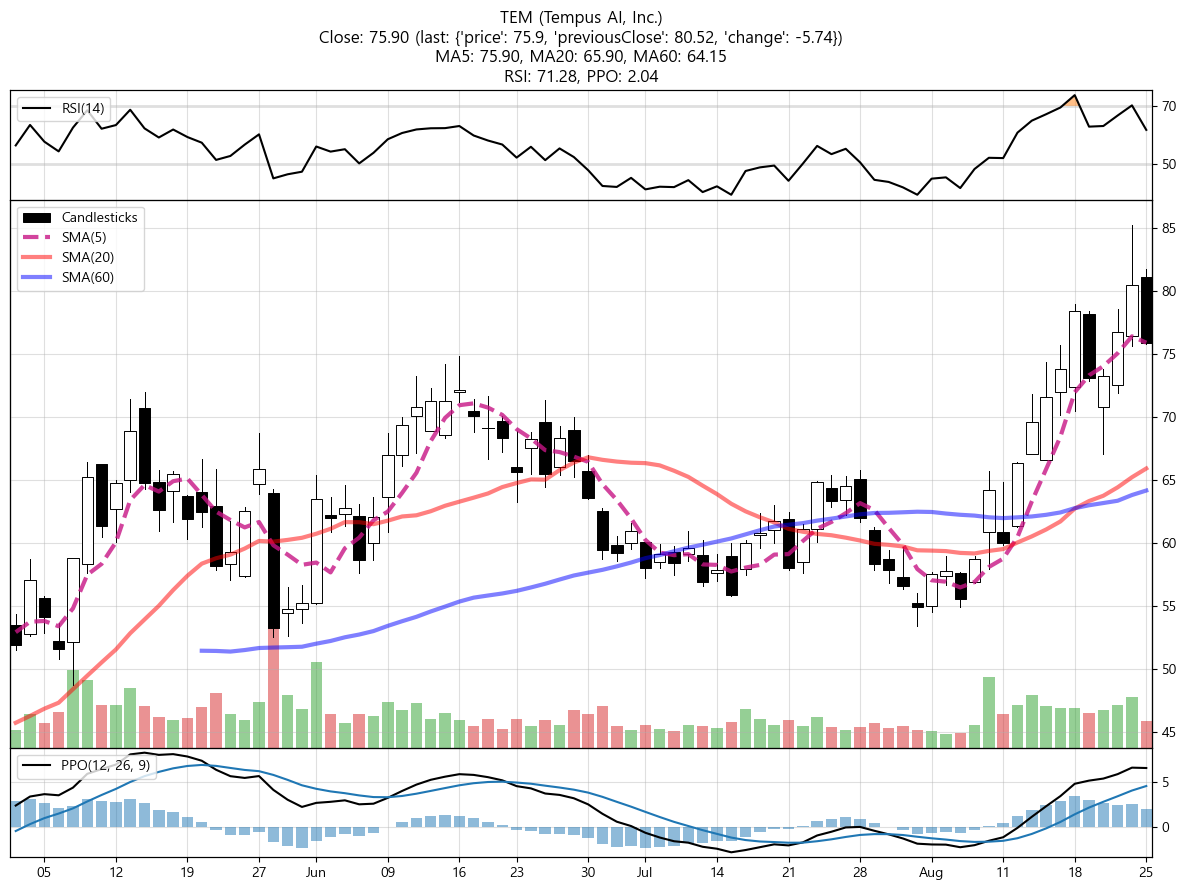 TEM (Tempus AI, Inc.)
Close: 75.90 (last: {'price': 75.9, 'previousClose': 80.52, 'change': -5.74})
MA5: 75.90, MA20: 65.90, MA60: 64.15
RSI: 71.28, PPO: 2.04
RSI(14)
70
50
Candlesticks
SMA(5)
SMA(20)
SMA(60)
85
80
75
70
65
60
55
50
45
PPO(12, 26, 9)
5
0
05 12 19 27 Jun 09 16 23 30 Jul 14 21 28 Aug 11 18 25